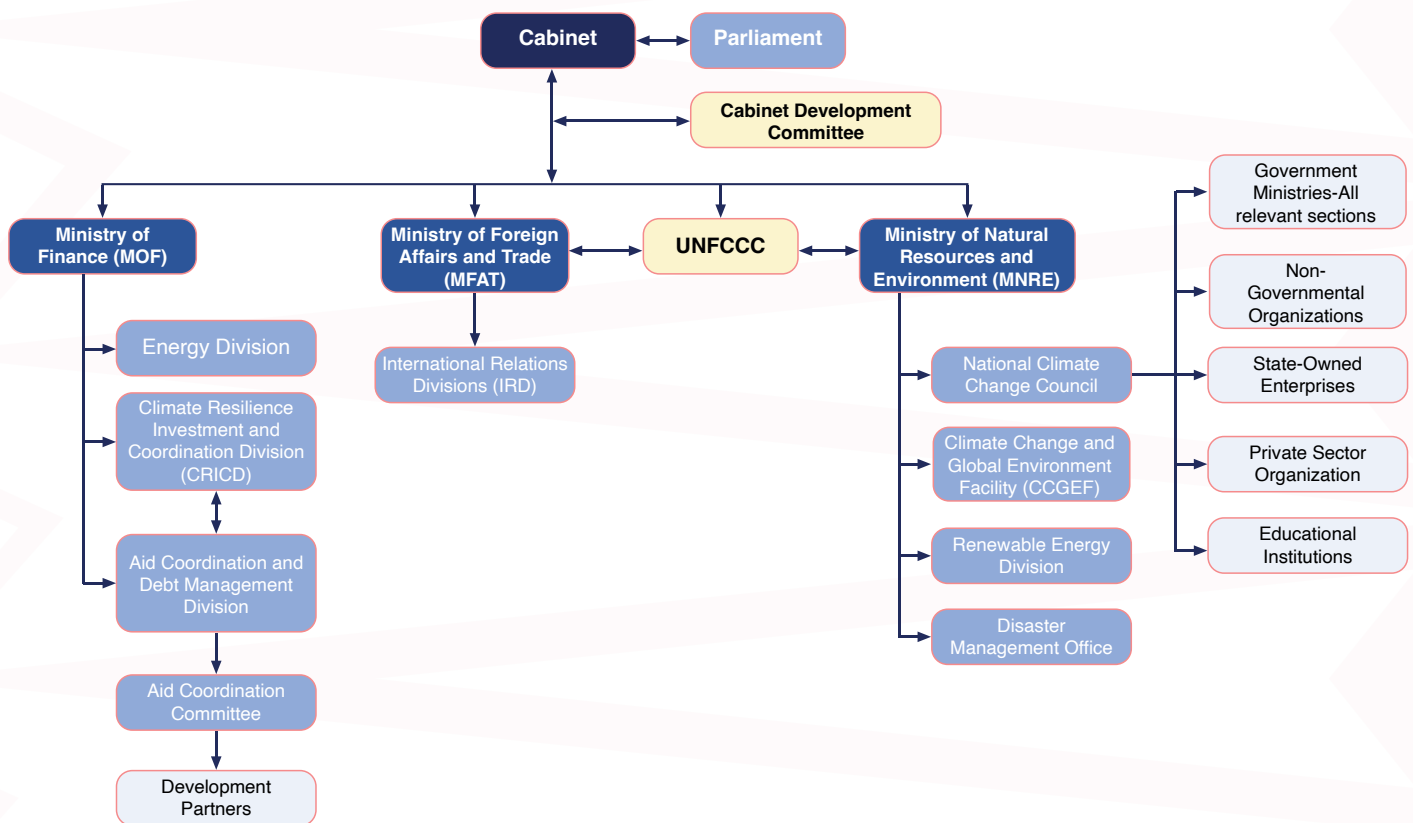 Cabinet
Parliament
Cabinet Development
Committee
Ministry of
Finance (MOF)
Ministry of Foreign
Affairs and Trade
(MFAT)
UNFCCC
Ministry of Natural
Resources and
Environment (MNRE)
Energy Division
Climate Resilience
Investment and
Coordination Division
(CRICD)
Aid Coordination and
Debt Management
Division
Aid Coordination
Committee
Development
Partners
International Relations
Divisions (IRD)
National Climate
Change Council
Climate Change and
Global Environment
Facility (CCGEF)
Renewable Energy
Division
Disaster
Management Office
Government
Ministries-All
relevant sections
Non-
Governmental
Organizations
State-Owned
Enterprises
Private Sector
Organization
Educational
Institutions